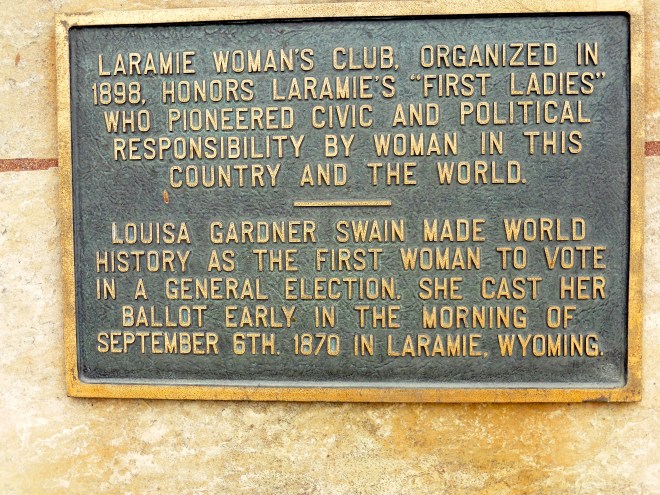 LARAMIE WOMAN'S CLUB, ORGANIZED IN
1898, HONORS LARAMIE'S "FIRST LADIES"
WHO PIONEERED CIVIC AND POLITICAL
RESPONSIBILITY BY WOMAN IN THIS
COUNTRY AND THE WORLD.
LOUISA GARDNER SWAIN MADE WORLD
HISTORY AS THE FIRST WOMAN TO VOTE
IN A GENERAL ELECTION. SHE CAST HER
BALLOT EARLY IN THE MORNING OF
SEPTEMBER 6TH, 1870 IN LARAMIE, WYOMING.